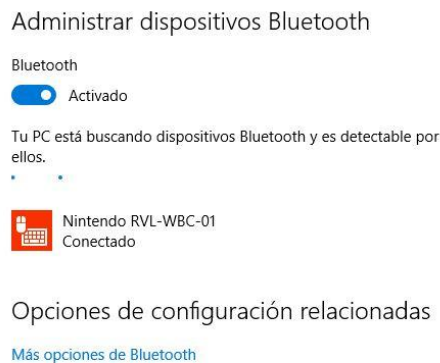 Administrar dispositivos Bluetooth
Bluetooth
Activado
Tu PC está buscando dispositivos Bluetooth y es detectable por
ellos.
Nintendo RVL-WBC-01
Conectado
Opciones de configuración relacionadas
Más opciones de Bluetooth